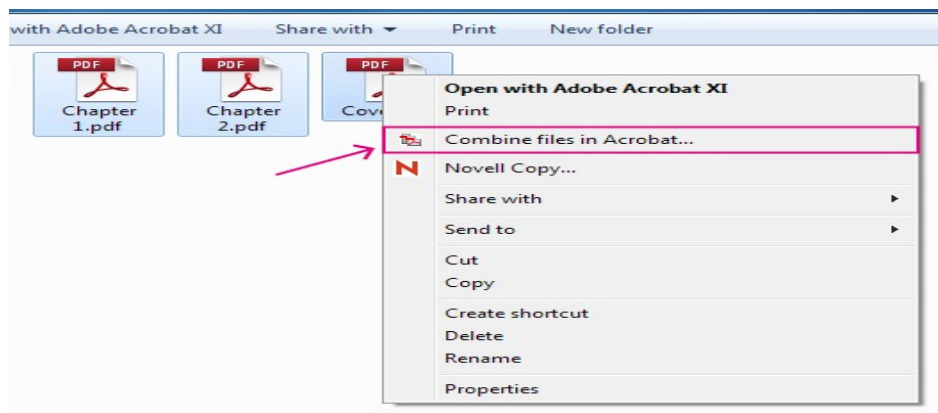 with Adobe Acrobat XI Share with Print New folder
PDF PDF PDF
Chapter 1.pdf
Chapter 2.pdf
Cov
Open with Adobe Acrobat XI
Print
Combine files in Acrobat...
N Novell Copy...
Share with
Send to
Cut
Copy
Create shortcut
Delete
Rename
Properties